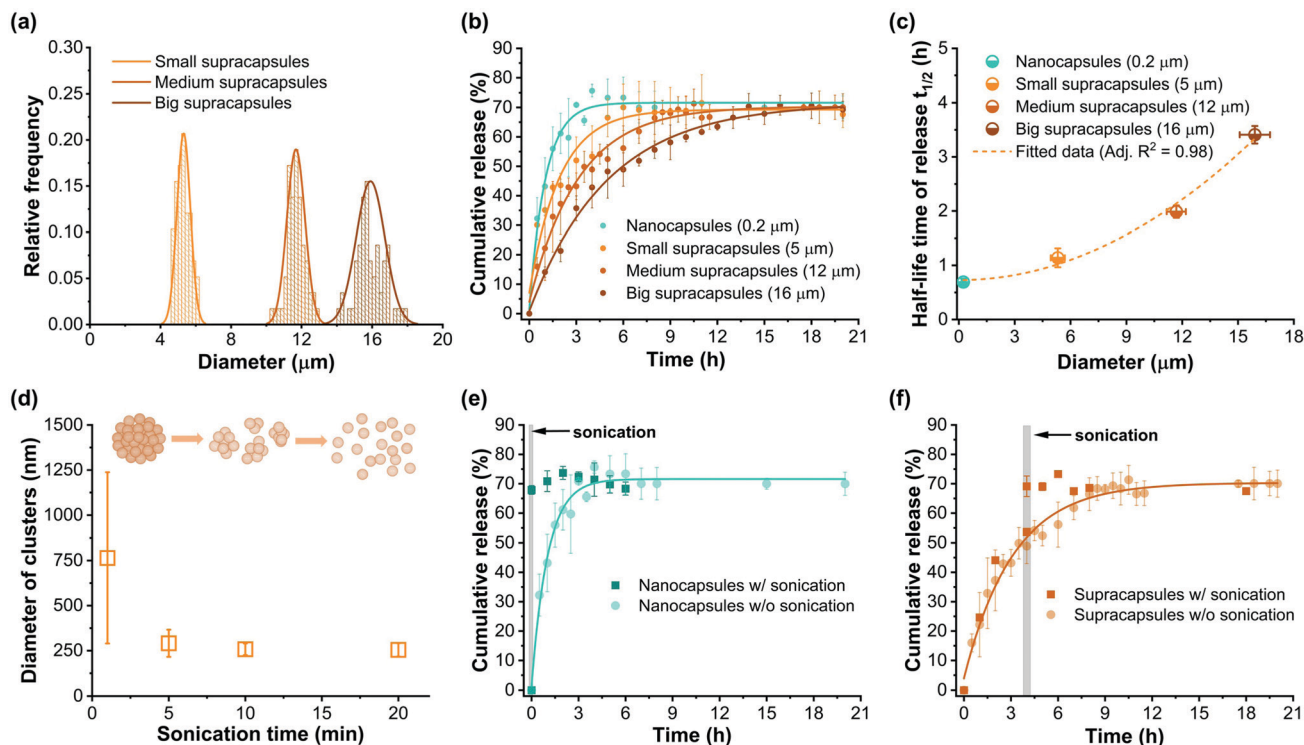 (a)
0.30
0.25
0.20
0.15
0.10
0.05
0.00
Relative frequency
Small supracapsules
Medium supracapsules
Big supracapsules
0 4 8 12 16 20
Diameter (μm)
(b)
90
80
70
60
50
40
30
20
10
0
Cumulative release (%)
Nanocapsules (0.2 μm)
Small supracapsules (5 μm)
Medium supracapsules (12 μm)
Big supracapsules (16 μm)
0 3 6 9 12 15 18 21
Time (h)
(c)
5
4
3
2
1
0
Half-life time of release t1/2 (h)
Nanocapsules (0.2 μm)
Small supracapsules (5 μm)
Medium supracapsules (12 μm)
Big supracapsules (16 μm)
Fitted data (Adj. R² = 0.98)
0 3 6 9 12 15 18
Diameter (μm)
(d)
1500
1250
1000
750
500
250
0
Diameter of clusters (nm)
0 5 10 15 20
Sonication time (min)
(e)
90
80
70
60
50
40
30
20
10
0
Cumulative release (%)
sonication
Nanocapsules w/ sonication
Nanocapsules w/o sonication
0 3 6 9 12 15 18 21
Time (h)
(f)
90
80
70
60
50
40
30
20
10
0
Cumulative release (%)
sonication
Supracapsules w/ sonication
Supracapsules w/o sonication
0 3 6 9 12 15 18 21
Time (h)